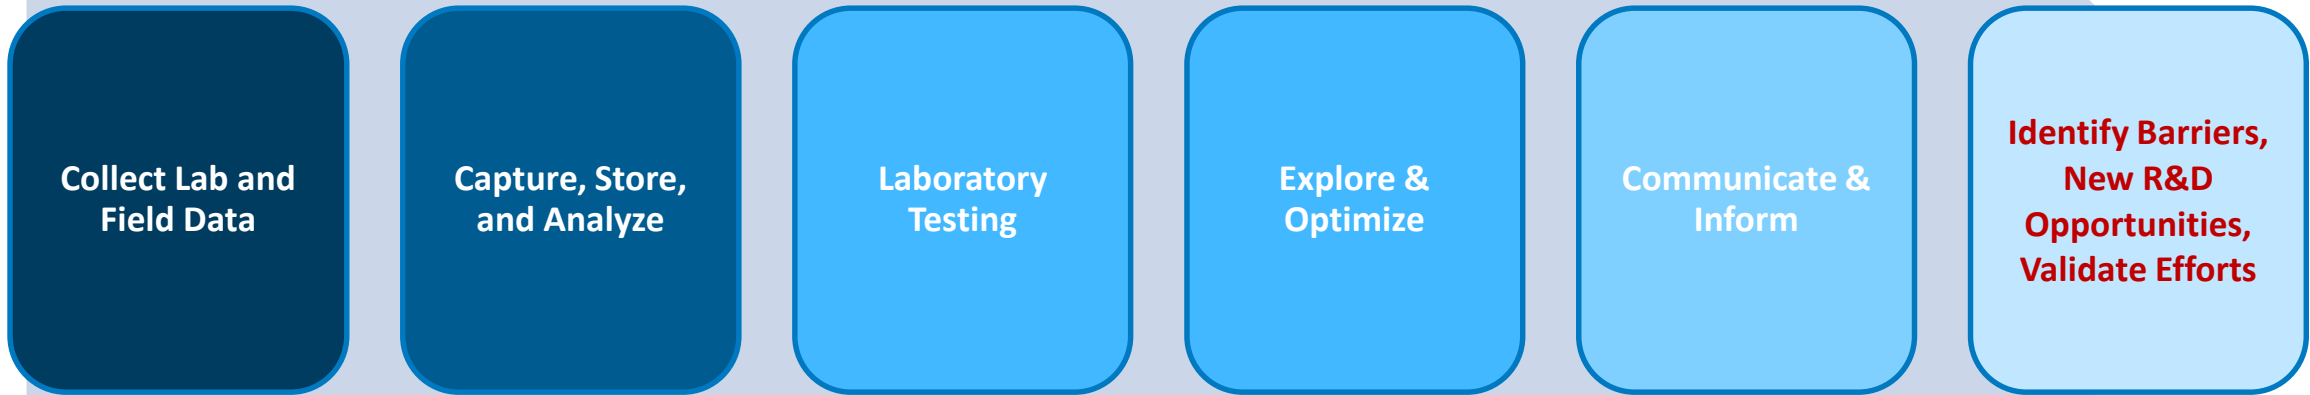 Collect Lab and
Field Data
Capture, Store,
and Analyze
Laboratory
Testing
Explore &
Optimize
Communicate &
Inform
Identify Barriers,
New R&D
Opportunities,
Validate Efforts